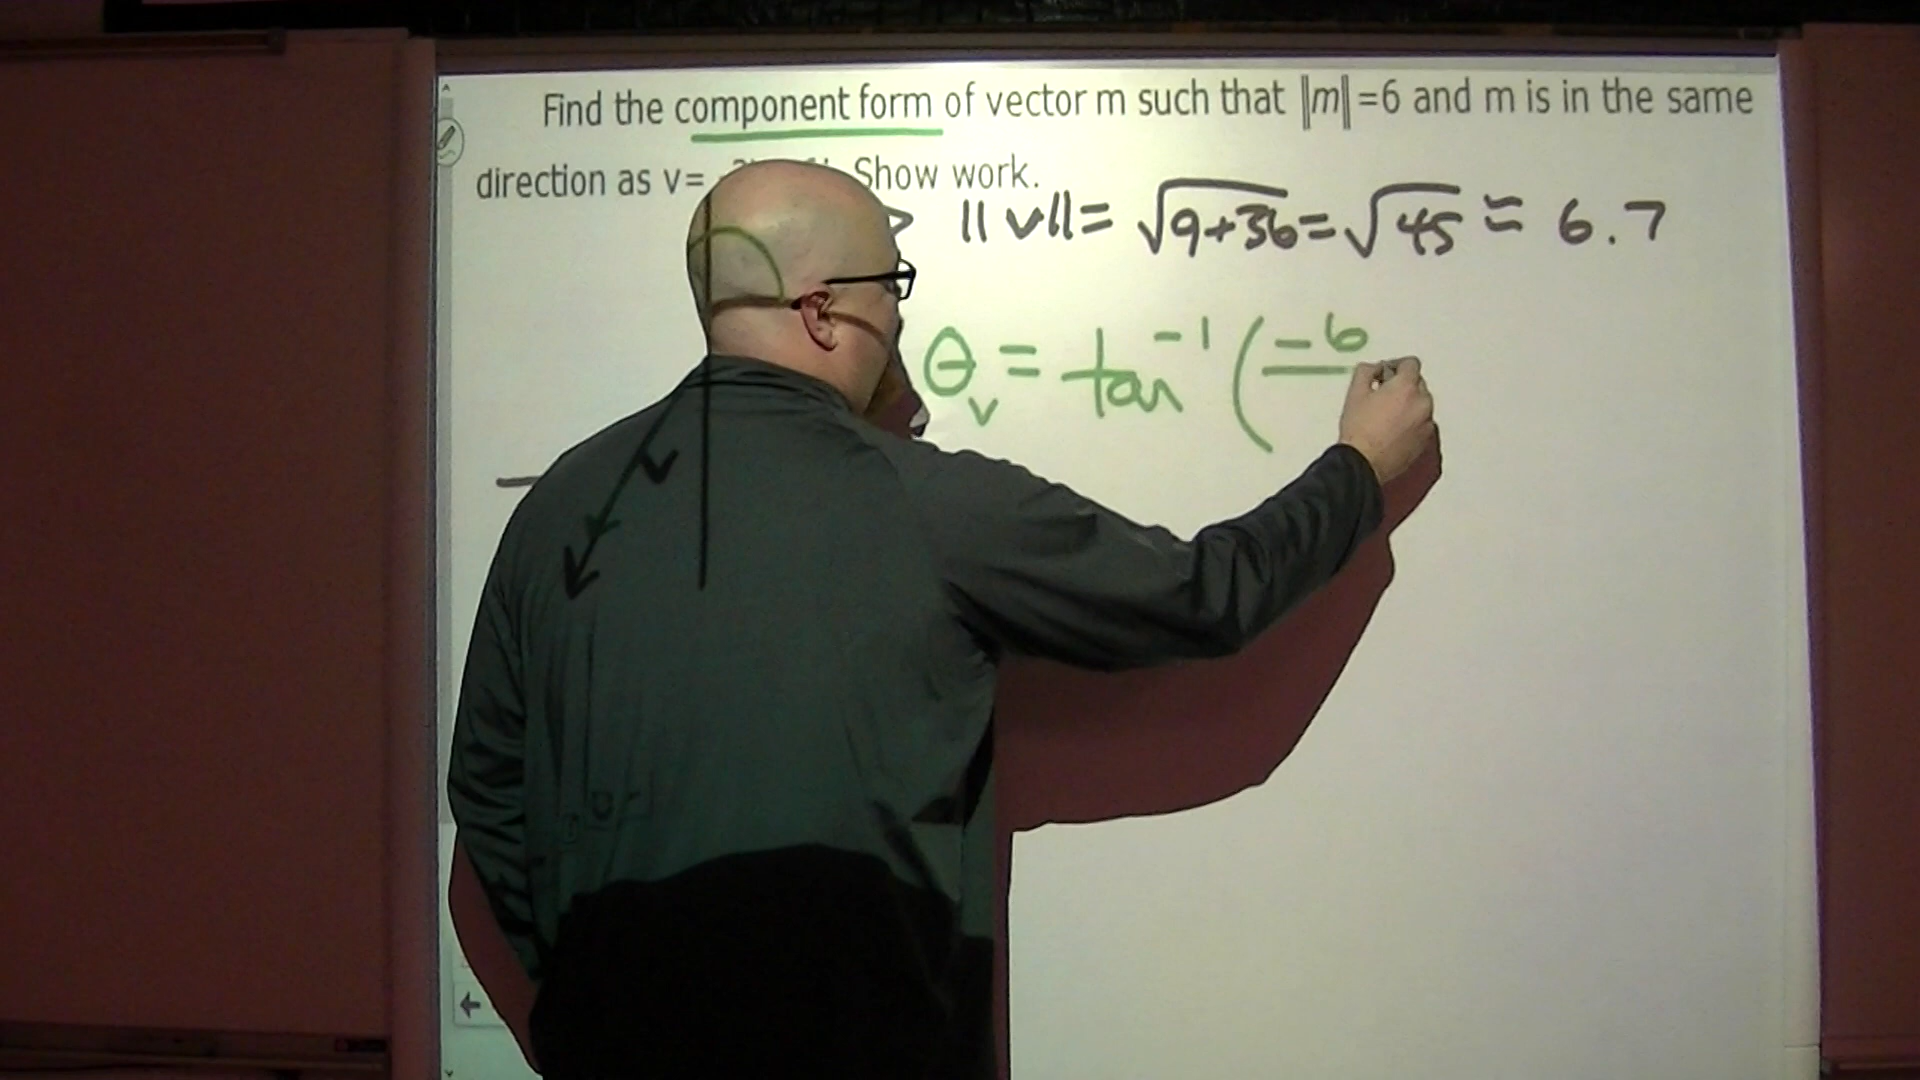 Find the component form of vector m such that ‖m‖=6 and m is in the same
direction as v= Show work.
||v||= √9+36 = √45 ≈ 6.7
θv = tan⁻¹ (-6
v